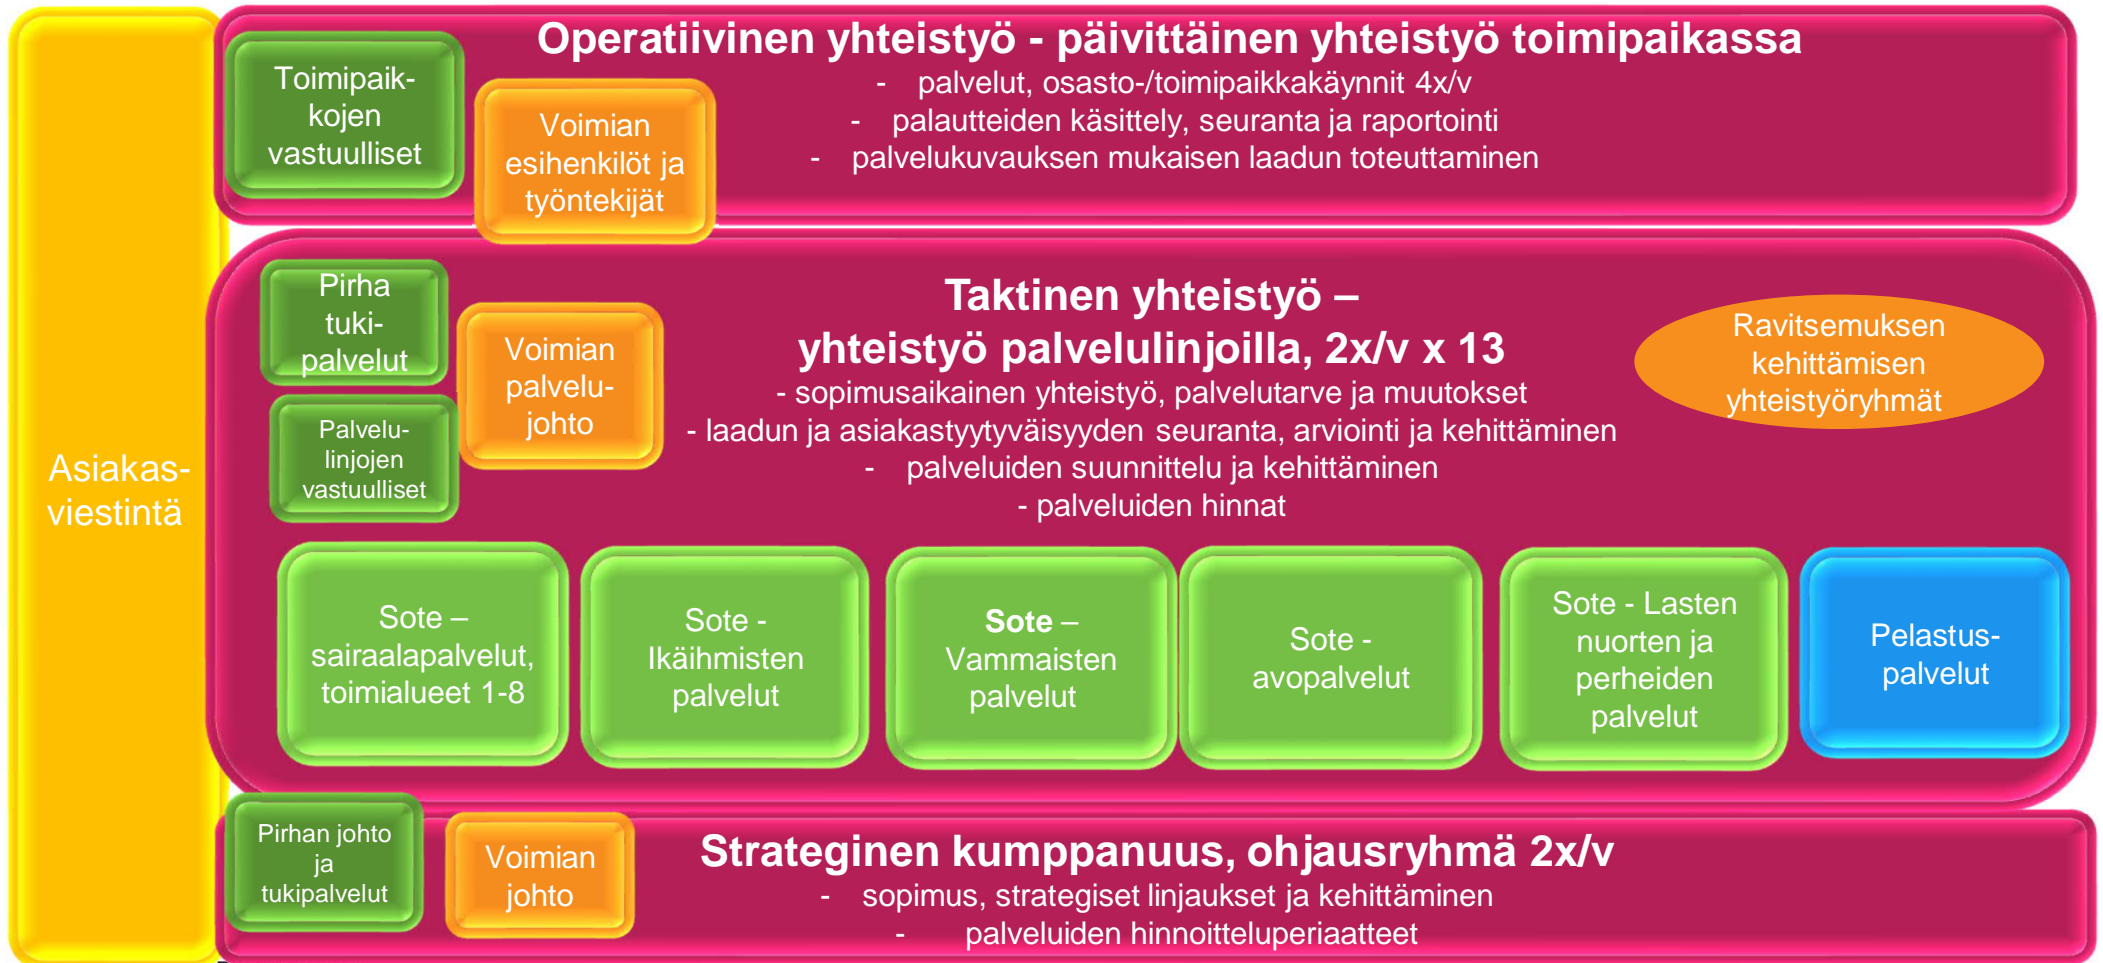 Asiakas-
viestintä
Operatiivinen yhteistyö - päivittäinen yhteistyö toimipaikassa
- palvelut, osasto-/toimipaikkakäynnit 4x/v
- palautteiden käsittely, seuranta ja raportointi
- palvelukuvauksen mukaisen laadun toteuttaminen
Toimipaik-
kojen
vastuulliset
Voimian
esihenkilöt ja
työntekijät
Pirha
tuki-
palvelut
Palvelu-
linjojen
vastuulliset
Voimian
palvelu-
johto
Taktinen yhteistyö –
yhteistyö palvelulinjoilla, 2x/v x 13
- sopimusaikainen yhteistyö, palvelutarve ja muutokset
- laadun ja asiakastyytyväisyyden seuranta, arviointi ja kehittäminen
- palveluiden suunnittelu ja kehittäminen
- palveluiden hinnat
Ravitsemuksen
kehittämisen
yhteistyöryhmät
Sote –
sairaalapalvelut,
toimialueet 1-8
Sote -
Ikäihmisten
palvelut
Sote –
Vammaisten
palvelut
Sote -
avopalvelut
Sote - Lasten
nuorten ja
perheiden
palvelut
Pelastus-
palvelut
Pirhan johto
ja
tukipalvelut
Voimian
johto
Strateginen kumppanuus, ohjausryhmä 2x/v
- sopimus, strategiset linjaukset ja kehittäminen
- palveluiden hinnoitteluperiaatteet